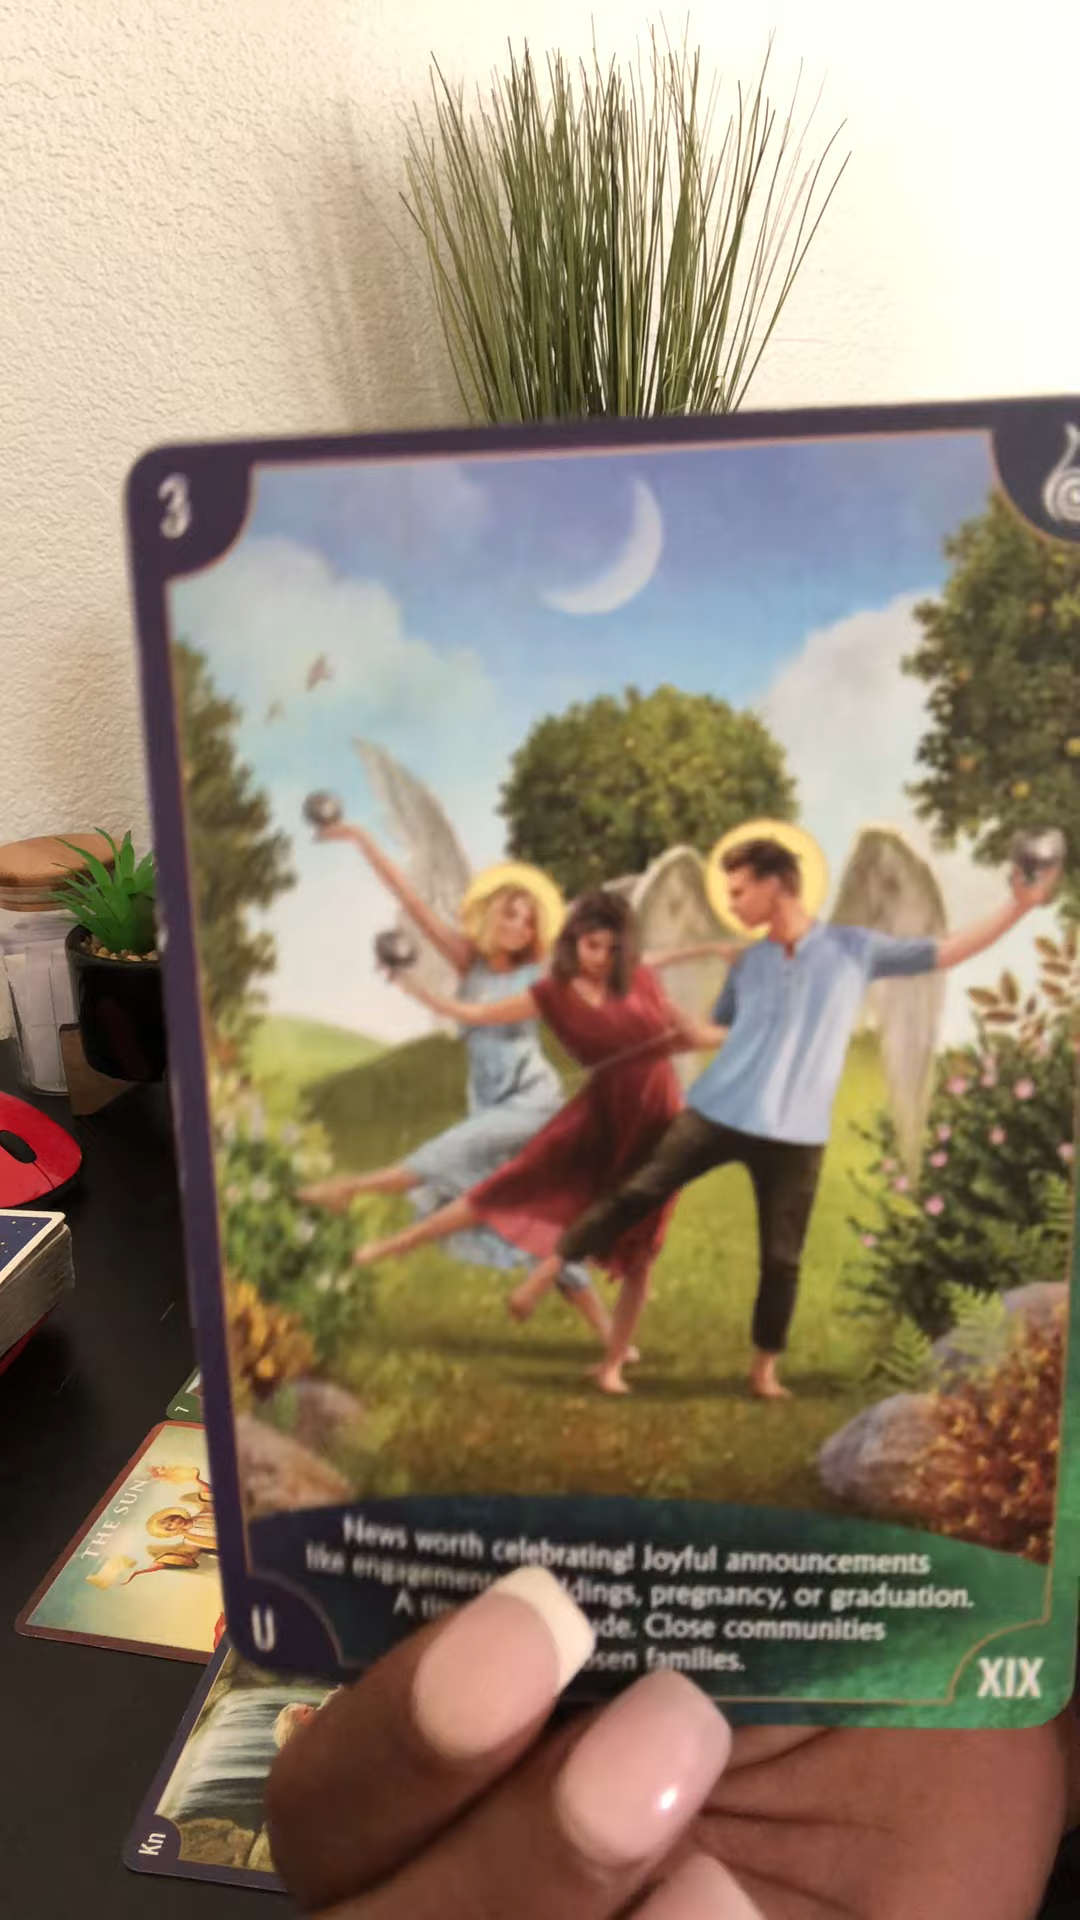 3
News worth celebrating! Joyful announcements
like engagement dings, pregnancy, or graduation.
A de. Close communities
sen families.
U
XIX
THE SUN
Kn